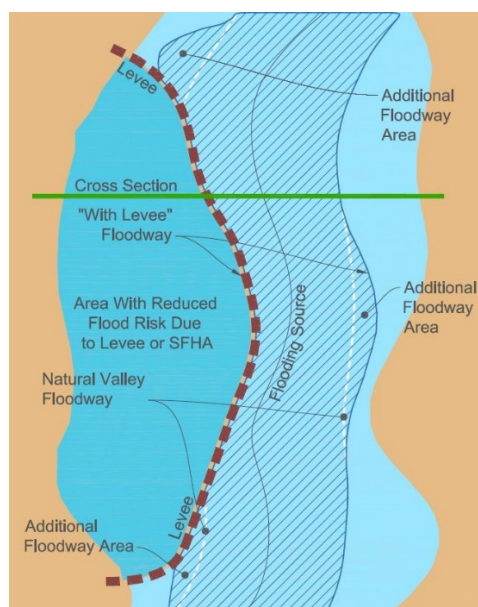 Levee
Additional
Floodway
Area
Cross Section
"With Levee"
Floodway
Additional
Floodway
Area
Area With Reduced
Flood Risk Due
to Levee or SFHA
Flooding Source
Natural Valley
Floodway
Levee
Additional
Floodway Area